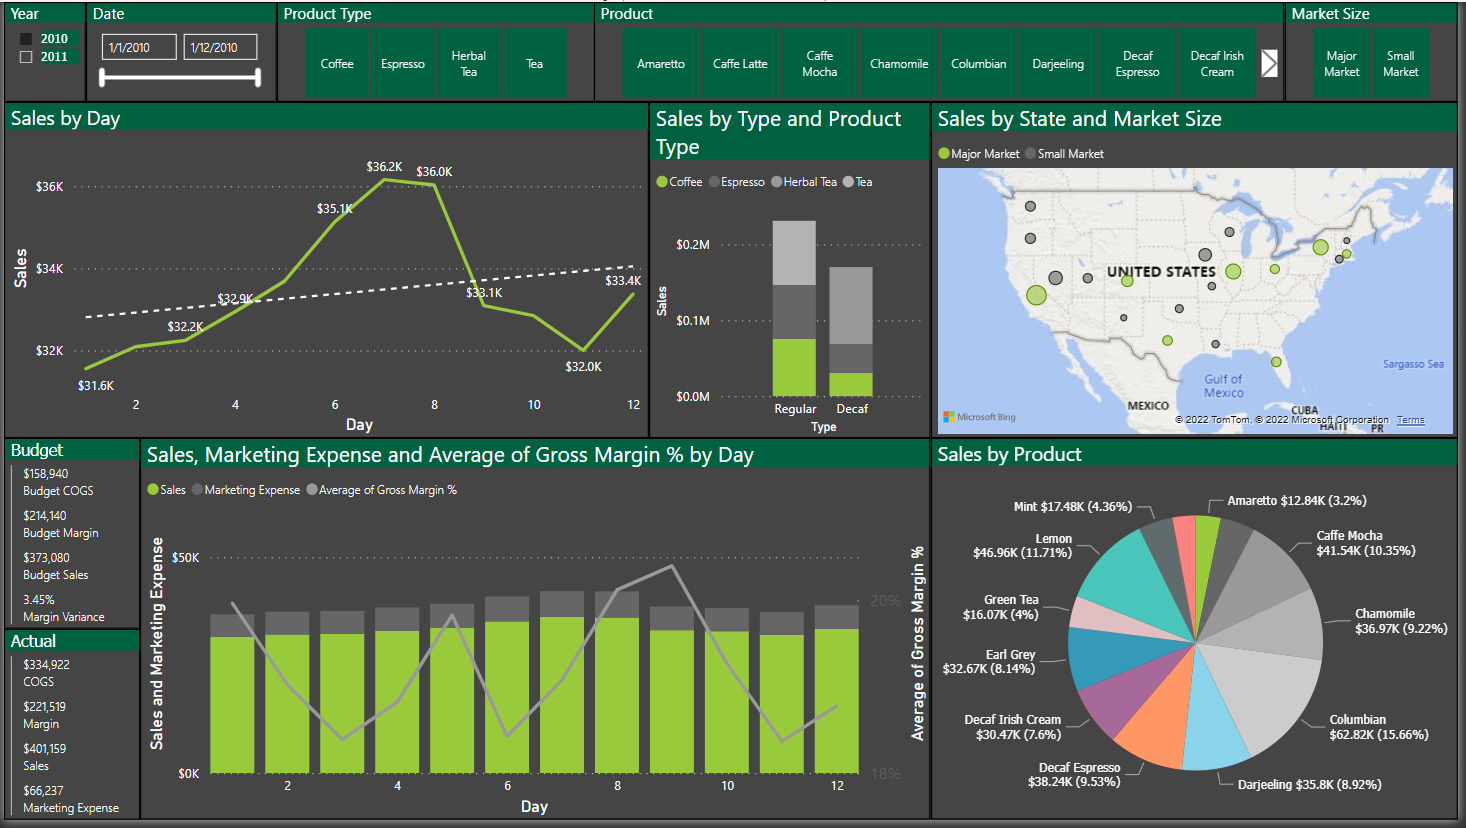 Year
2010
2011
Date
1/1/2010
1/12/2010
Product Type
Coffee
Espresso
Herbal
Tea
Tea
Product
Amaretto
Caffe Latte
Caffe
Mocha
Chamomile
Columbian
Darjeeling
Decaf
Espresso
Decaf Irish
Cream
Market Size
Major
Market
Small
Market
Sales by Day
Sales
$36K
$34K
$32K
$31.6K
$32.2K
$32.9K
$35.1K
$36.2K
$36.0K
$33.1K
$32.0K
$33.4K
2
4
6
8
10
12
Day
Sales by Type and Product
Type
Coffee
Espresso
Herbal Tea
Tea
Sales
$0.2M
$0.1M
$0.0M
Regular
Decaf
Type
Sales by State and Market Size
Major Market
Small Market
UNITED STATES
MEXICO
Gulf of
Mexico
Sargasso Sea
CUBA
HAITI
PR
Microsoft Bing
© 2022 TomTom, © 2022 Microsoft Corporation
Terms
Budget
$158,940
Budget COGS
$214,140
Budget Margin
$373,080
Budget Sales
3.45%
Margin Variance
Actual
$334,922
COGS
$221,519
Margin
$401,159
Sales
$66,237
Marketing Expense
Sales, Marketing Expense and Average of Gross Margin % by Day
Sales
Marketing Expense
Average of Gross Margin %
Sales and Marketing Expense
$50K
$0K
2
4
6
8
10
12
Day
20%
18%
Average of Gross Margin %
Sales by Product
Amaretto $12.84K (3.2%)
Caffe Mocha
$41.54K (10.35%)
Chamomile
$36.97K (9.22%)
Columbian
$62.82K (15.66%)
Darjeeling $35.8K (8.92%)
Decaf Espresso
$38.24K (9.53%)
Decaf Irish Cream
$30.47K (7.6%)
Earl Grey
$32.67K (8.14%)
Green Tea
$16.07K (4%)
Lemon
$46.96K (11.71%)
Mint $17.48K (4.36%)